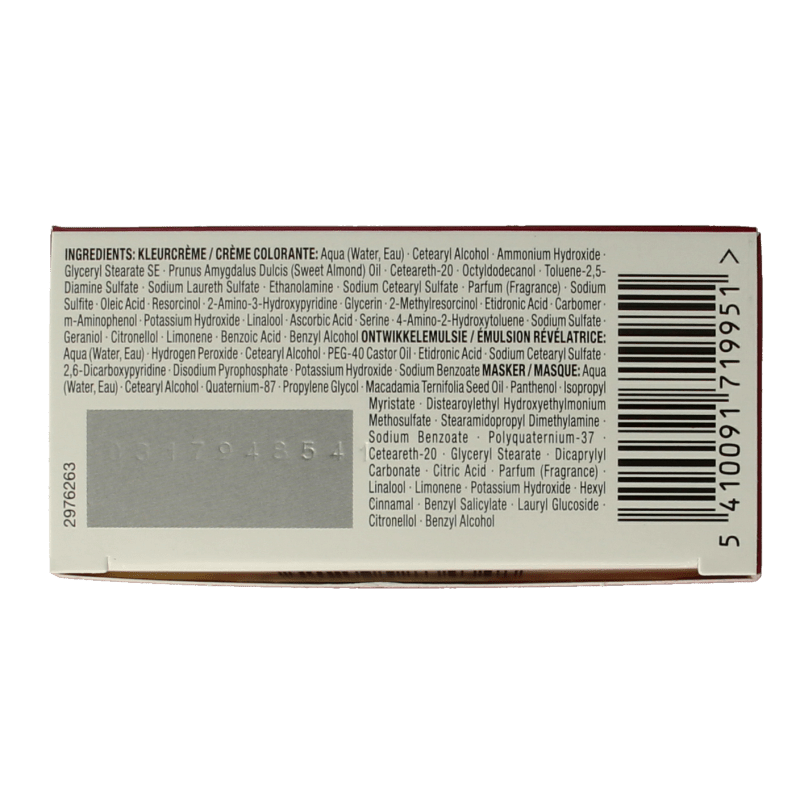 INGREDIENTS: KLEURCRÈME / CRÈME COLORANTE: Aqua (Water, Eau) · Cetearyl Alcohol · Ammonium Hydroxide ·
Glyceryl Stearate SE · Prunus Amygdalus Dulcis (Sweet Almond) Oil · Ceteareth-20 · Octyldodecanol · Toluene-2,5-
Diamine Sulfate · Sodium Laureth Sulfate · Ethanolamine · Sodium Cetearyl Sulfate · Parfum (Fragrance) · Sodium
Sulfite · Oleic Acid · Resorcinol · 2-Amino-3-Hydroxypyridine · Glycerin · 2-Methylresorcinol · Etidronic Acid · Carbomer ·
m-Aminophenol · Potassium Hydroxide · Linalool · Ascorbic Acid · Serine · 4-Amino-2-Hydroxytoluene · Sodium Sulfate ·
Geraniol · Citronellol · Limonene · Benzoic Acid · Benzyl Alcohol ONTWIKKELEMULSIE / ÉMULSION RÉVÉLATRICE:
Aqua (Water, Eau) · Hydrogen Peroxide · Cetearyl Alcohol · PEG-40 Castor Oil · Etidronic Acid · Sodium Cetearyl Sulfate ·
2,6-Dicarboxypyridine · Disodium Pyrophosphate · Potassium Hydroxide · Sodium Benzoate MASKER / MASQUE: Aqua
(Water, Eau) · Cetearyl Alcohol · Quaternium-87 · Propylene Glycol · Macadamia Ternifolia Seed Oil · Panthenol · Isopropyl
Myristate · Distearoylethyl Hydroxyethylmonium
Methosulfate · Stearamidopropyl Dimethylamine ·
Sodium Benzoate · Polyquaternium-37 ·
Ceteareth-20 · Glyceryl Stearate · Dicaprylyl
Carbonate · Citric Acid · Parfum (Fragrance) ·
Linalool · Limonene · Potassium Hydroxide · Hexyl
Cinnamal · Benzyl Salicylate · Lauryl Glucoside ·
Citronellol · Benzyl Alcohol
2976263
5 410091 719951 >